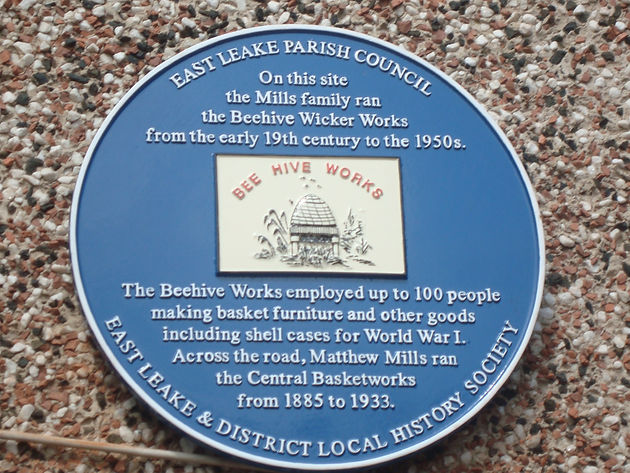 EAST LEAKE PARISH COUNCIL
On this site
the Mills family ran
the Beehive Wicker Works
from the early 19th century to the 1950s.
BEE HIVE WORKS
The Beehive Works employed up to 100 people
making basket furniture and other goods
including shell cases for World War I.
Across the road, Matthew Mills ran
the Central Basketworks
from 1885 to 1933.
EAST LEAKE & DISTRICT LOCAL HISTORY SOCIETY